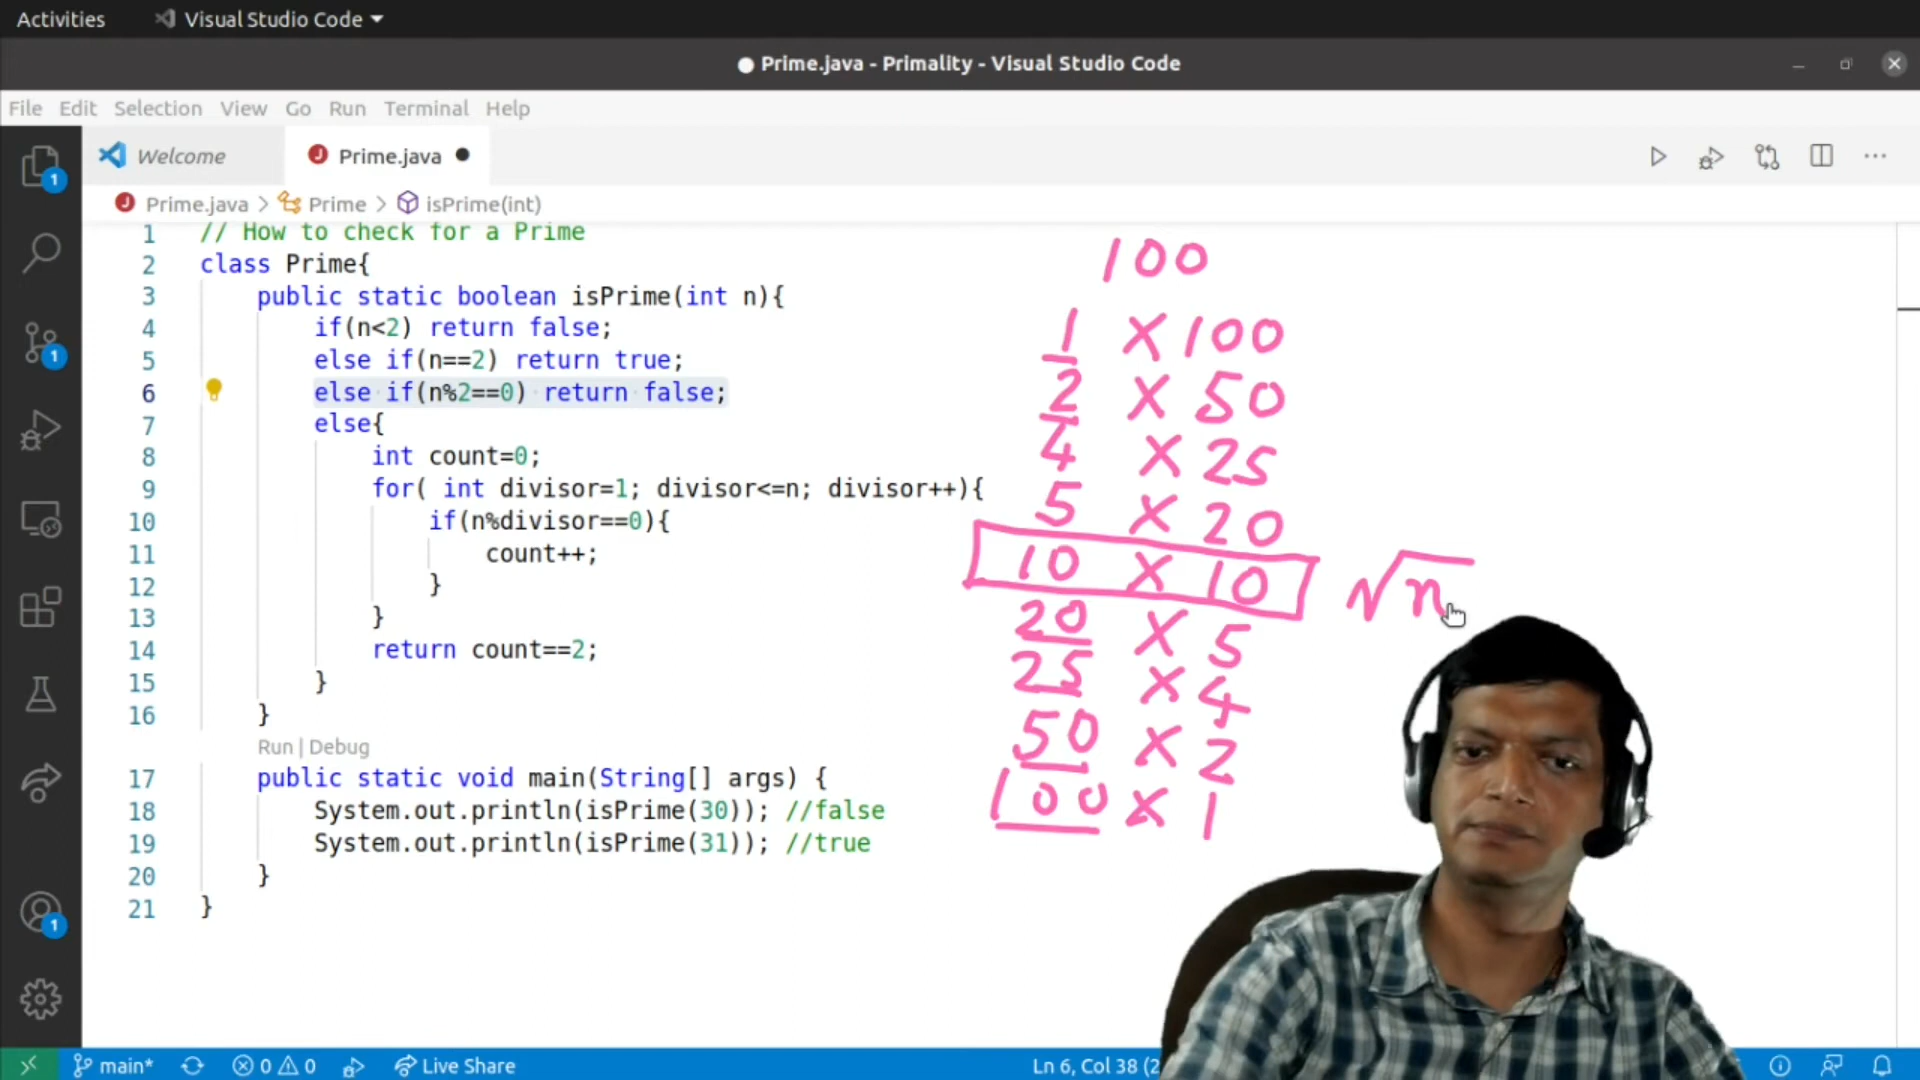 Activities Visual Studio Code
Prime.java - Primality - Visual Studio Code
File Edit Selection View Go Run Terminal Help
Welcome Prime.java
Prime.java > Prime > isPrime(int)
1 // How to check for a Prime
2 class Prime{
3 public static boolean isPrime(int n){
4 if(n<2) return false;
5 else if(n==2) return true;
6 else if(n%2==0) return false;
7 else{
8 int count=0;
9 for( int divisor=1; divisor<=n; divisor++){
10 if(n%divisor==0){
11 count++;
12 }
13 }
14 return count==2;
15 }
16 }
Run | Debug
17 public static void main(String[] args) {
18 System.out.println(isPrime(30)); //false
19 System.out.println(isPrime(31)); //true
20 }
21 }
100
1 X 100
2 X 50
4 X 25
5 X 20
10 X 10 √n
20 X 5
25 X 4
50 X 2
100 X 1
1
1
1
main* 0 0 Live Share Ln 6, Col 38 (2